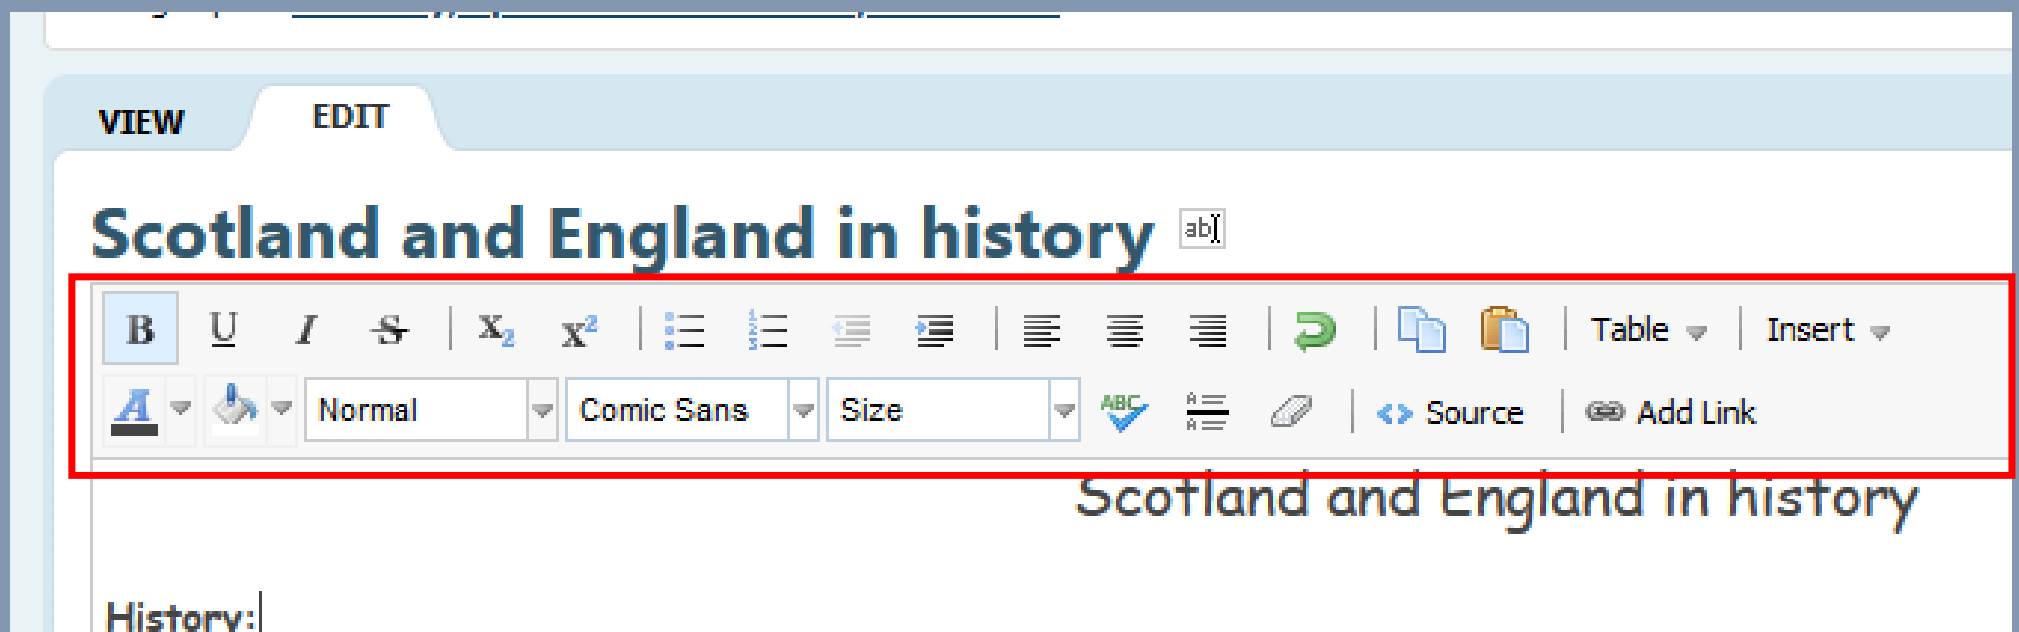 VIEW EDIT
Scotland and England in history ab
B U I S X2 X2 Table Insert
A Normal Comic Sans Size ABC Source Add Link
Scotland and England in history
History: